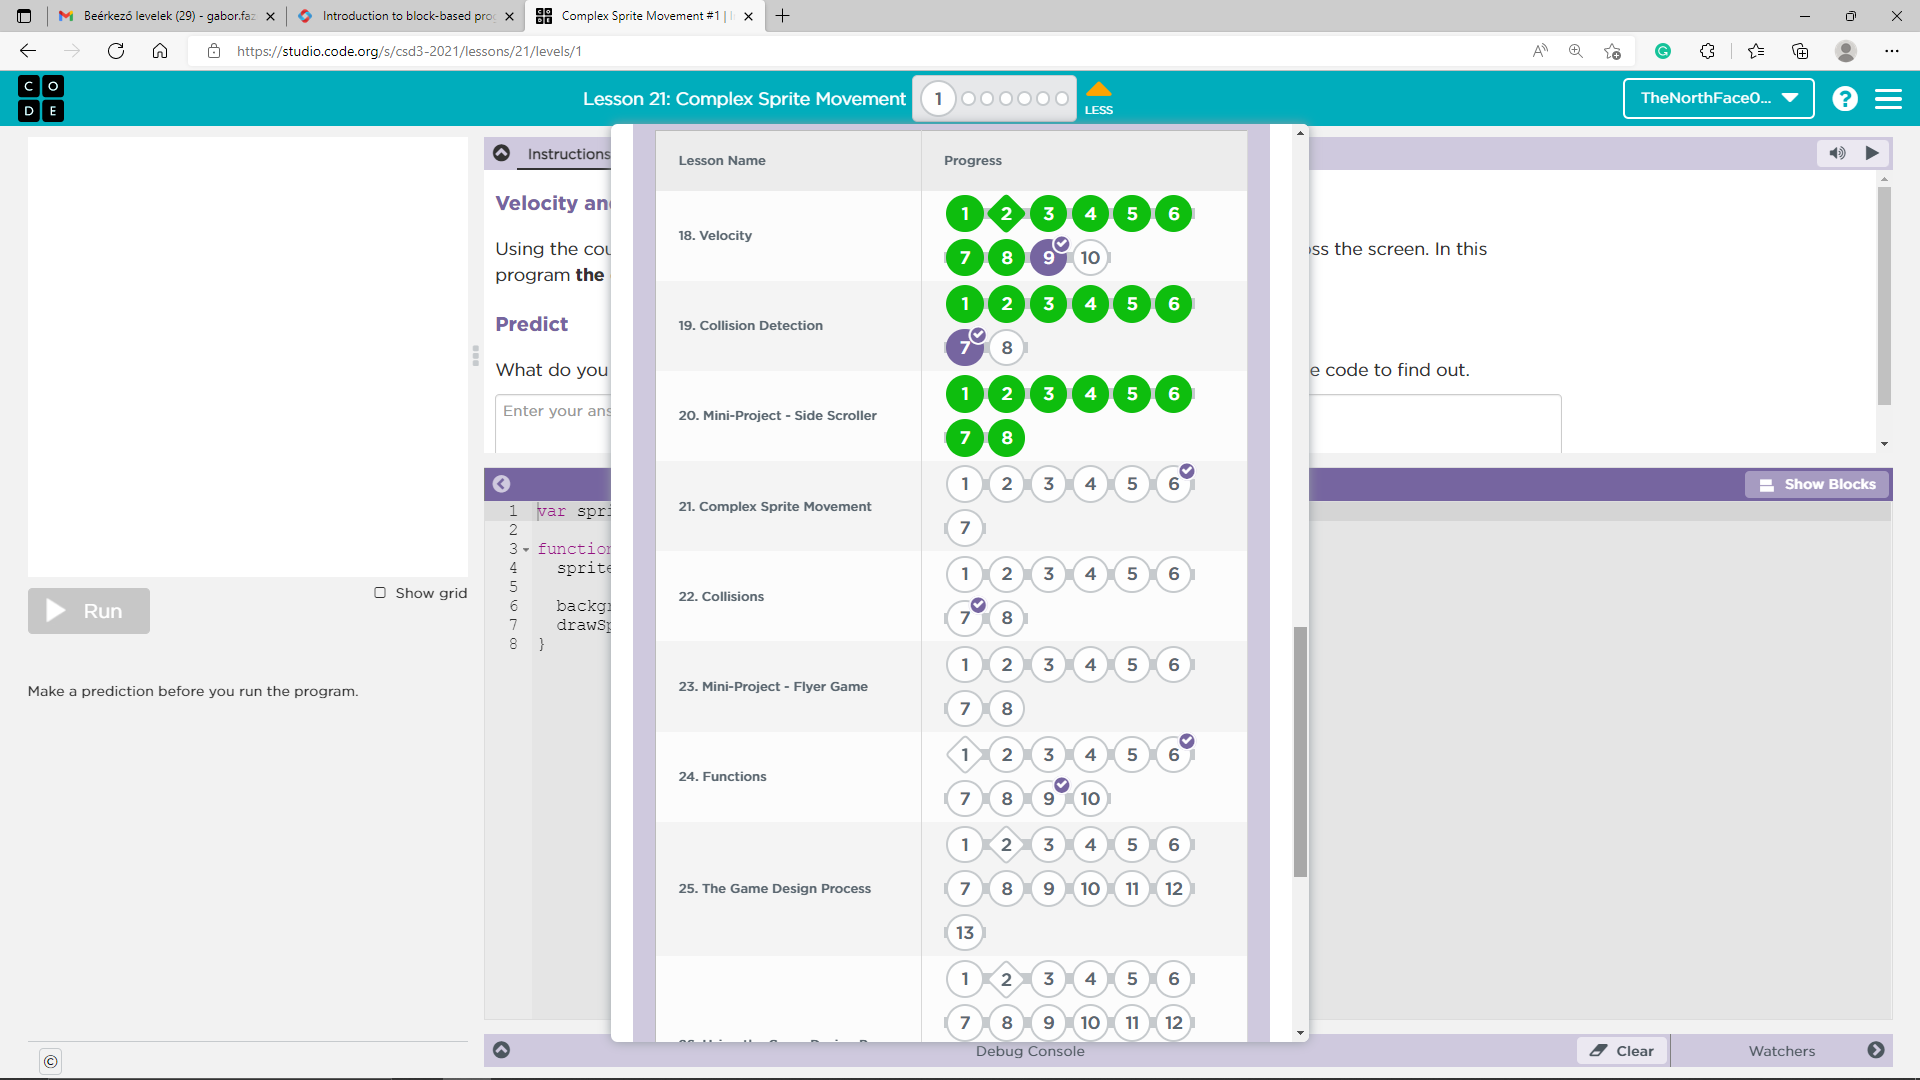 Beérkező levelek (29) - gabor.faz
Introduction to block-based pro
Complex Sprite Movement #1 | I
https://studio.code.org/s/csd3-2021/lessons/21/levels/1
C O D E
Lesson 21: Complex Sprite Movement
1
LESS
TheNorthFace0...
?
Instructions
Velocity an
Using the cou
ss the screen. In this
program the
Predict
What do you
e code to find out.
Enter your ans
Show Blocks
1 var spri
2
3 function
4 sprite
5
6 backgr
7 drawSp
8 }
Run
Show grid
Make a prediction before you run the program.
Lesson Name Progress
18. Velocity
1 2 3 4 5 6
7 8 9 10
19. Collision Detection
1 2 3 4 5 6
7 8
20. Mini-Project - Side Scroller
1 2 3 4 5 6
7 8
21. Complex Sprite Movement
1 2 3 4 5 6
7
22. Collisions
1 2 3 4 5 6
7 8
23. Mini-Project - Flyer Game
1 2 3 4 5 6
7 8
24. Functions
1 2 3 4 5 6
7 8 9 10
25. The Game Design Process
1 2 3 4 5 6
7 8 9 10 11 12
13
1 2 3 4 5 6
7 8 9 10 11 12
Debug Console
Clear
Watchers
©